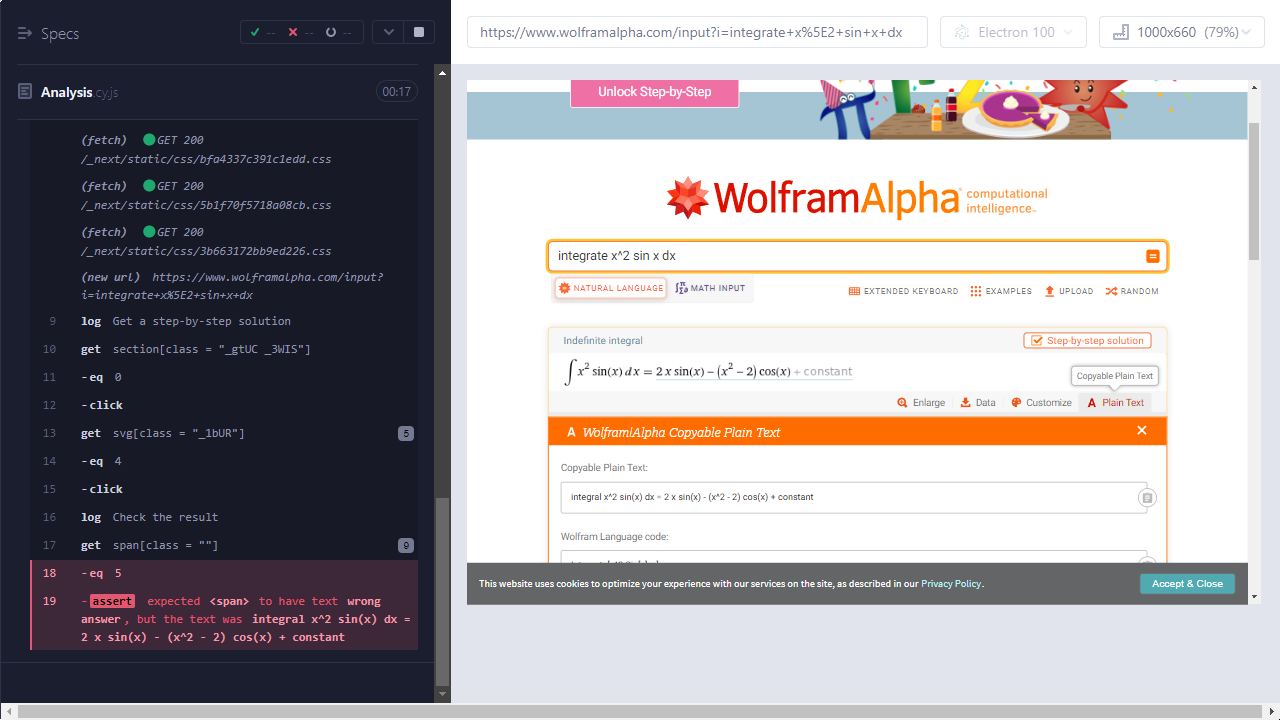 Specs
--
--
--
Analysis.cy.js
00:17
(fetch) GET 200
/_next/static/css/bfa4337c391c1edd.css
(fetch) GET 200
/_next/static/css/5b1f70f5718a08cb.css
(fetch) GET 200
/_next/static/css/3b663172bb9ed226.css
(new url) https://www.wolframalpha.com/input?
i=integrate+x%5E2+sin+x+dx
9 log Get a step-by-step solution
10 get section[class = "_gtUC _3WIS"]
11 -eq 0
12 -click
13 get svg[class = "_1bUR"] 5
14 -eq 4
15 -click
16 log Check the result
17 get span[class = ""] 9
18 -eq 5
19 -assert expected <span> to have text wrong
answer, but the text was integral x^2 sin(x) dx =
2 x sin(x) - (x^2 - 2) cos(x) + constant
https://www.wolframalpha.com/input?i=integrate+x%5E2+sin+x+dx
Electron 100
1000x660 (79%)
Unlock Step-by-Step
WolframAlpha computational
intelligence™
integrate x^2 sin x dx
NATURAL LANGUAGE
MATH INPUT
EXTENDED KEYBOARD
EXAMPLES
UPLOAD
RANDOM
Indefinite integral
Step-by-step solution
∫x² sin(x) dx = 2 x sin(x) − (x² − 2) cos(x) + constant
Copyable Plain Text
Enlarge
Data
Customize
A Plain Text
A Wolfram|Alpha Copyable Plain Text
Copyable Plain Text:
integral x^2 sin(x) dx = 2 x sin(x) - (x^2 - 2) cos(x) + constant
Wolfram Language code:
This website uses cookies to optimize your experience with our services on the site, as described in our Privacy Policy.
Accept & Close